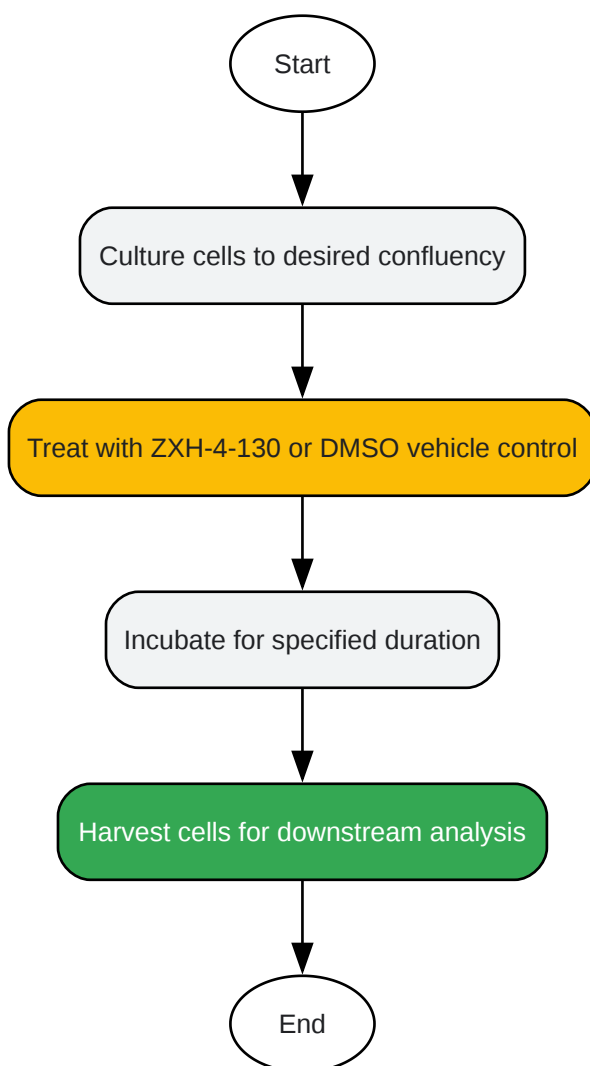 Start
Culture cells to desired confluency
Treat with ZXH-4-130 or DMSO vehicle control
Incubate for specified duration
Harvest cells for downstream analysis
End